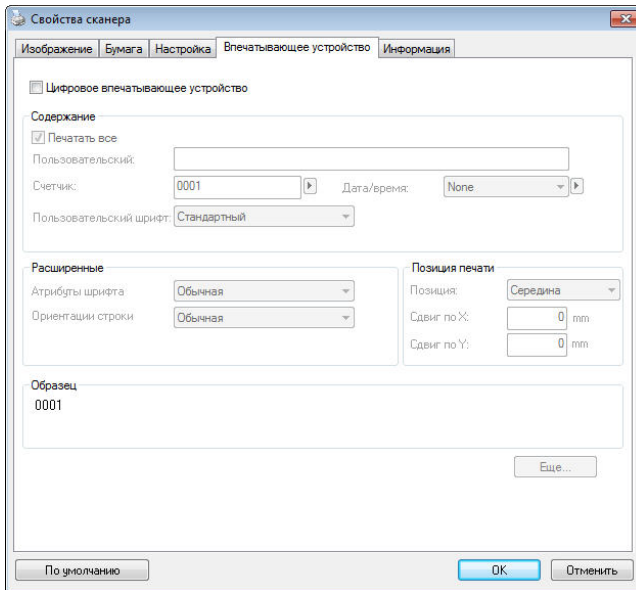 Свойства сканера
Изображение Бумага Настройка Впечатывающее устройство Информация
Цифровое впечатывающее устройство
Содержание
Печатать все
Пользовательский:
Счетчик: 0001 Дата/время: None
Пользовательский шрифт: Стандартный
Расширенные
Атрибуты шрифта Обычная
Ориентации строки Обычная
Позиция печати
Позиция: Середина
Сдвиг по X: 0 mm
Сдвиг по Y: 0 mm
Образец
0001
Еще...
По умолчанию OK Отменить